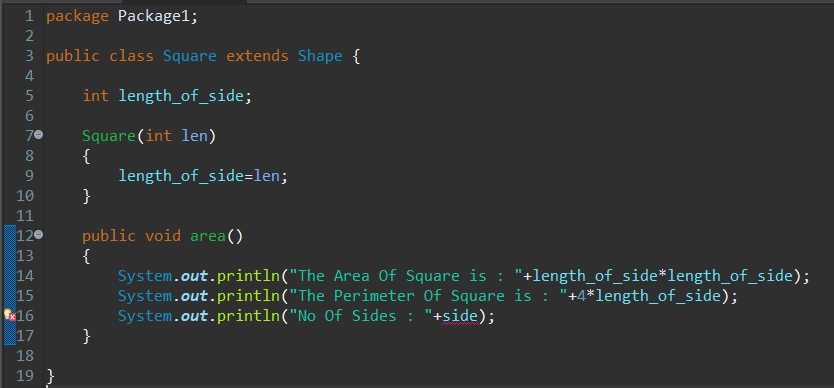 1 package Package1;
2
3 public class Square extends Shape {
4
5     int length_of_side;
6
7     Square(int len)
8     {
9         length_of_side=len;
10     }
11
12     public void area()
13     {
14         System.out.println("The Area Of Square is : "+length_of_side*length_of_side);
15         System.out.println("The Perimeter Of Square is : "+4*length_of_side);
16         System.out.println("No Of Sides : "+side);
17     }
18
19 }